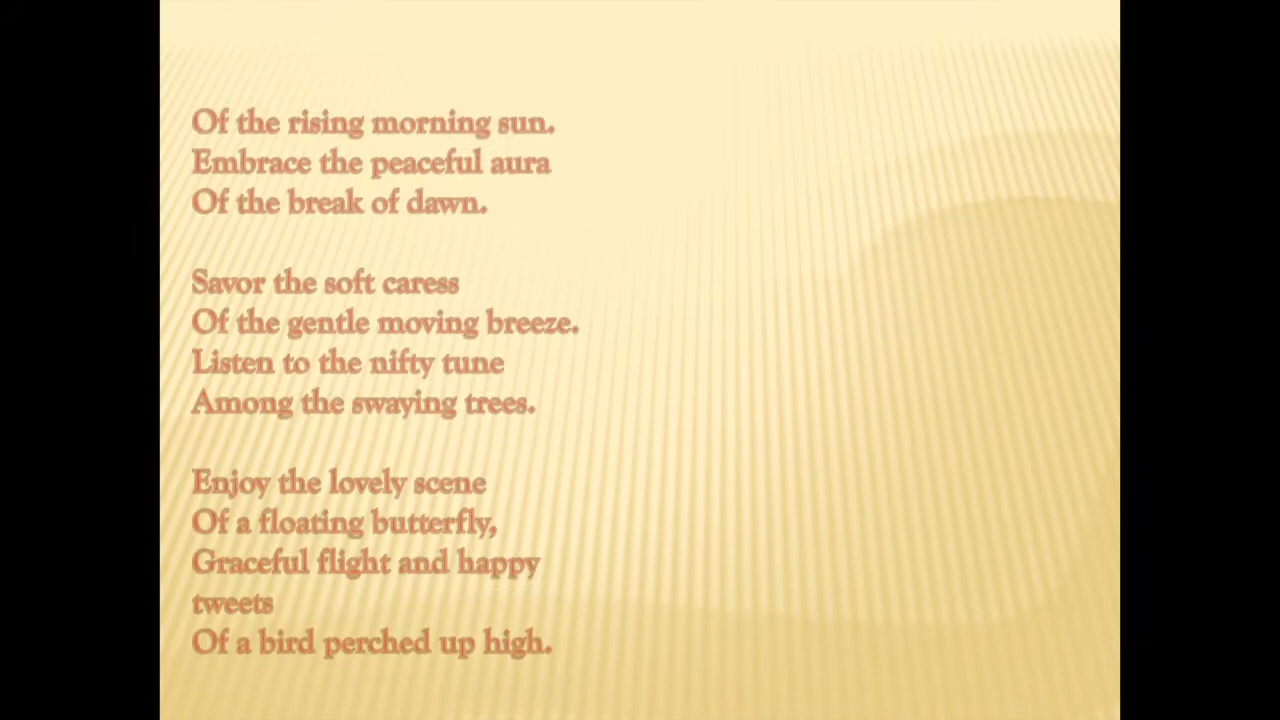 Of the rising morning sun.
Embrace the peaceful aura
Of the break of dawn.
Savor the soft caress
Of the gentle moving breeze.
Listen to the nifty tune
Among the swaying trees.
Enjoy the lovely scene
Of a floating butterfly,
Graceful flight and happy
tweets
Of a bird perched up high.